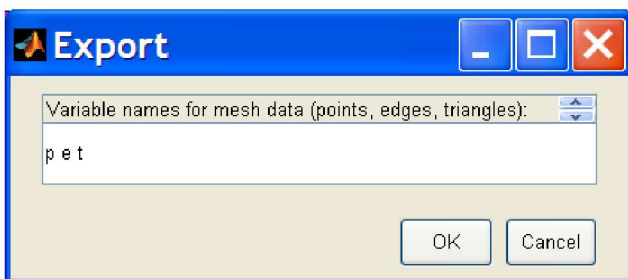 Export
Variable names for mesh data (points, edges, triangles):
p e t
OK
Cancel